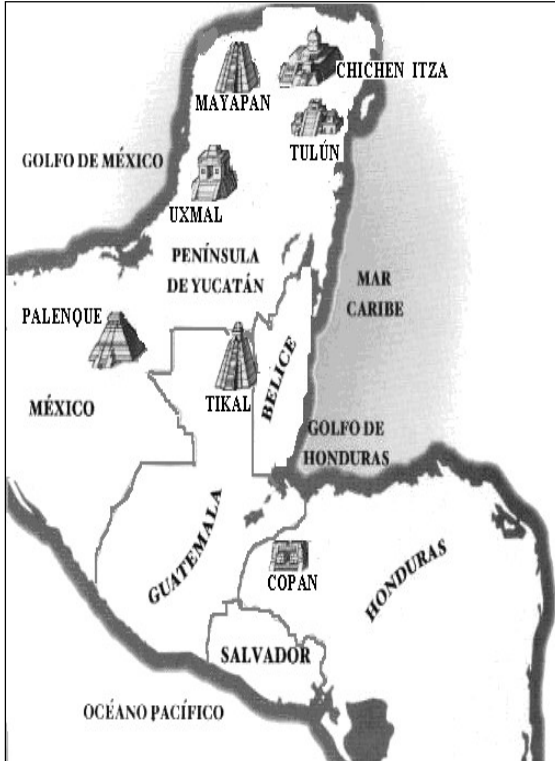 MAYAPAN
CHICHEN ITZA
TULÚN
GOLFO DE MÉXICO
UXMAL
PENÍNSULA
DE YUCATÁN
MAR
CARIBE
PALENQUE
BELICE
MÉXICO
TIKAL
GOLFO DE
HONDURAS
GUATEMALA
HONDURAS
COPAN
SALVADOR
OCÉANO PACÍFICO